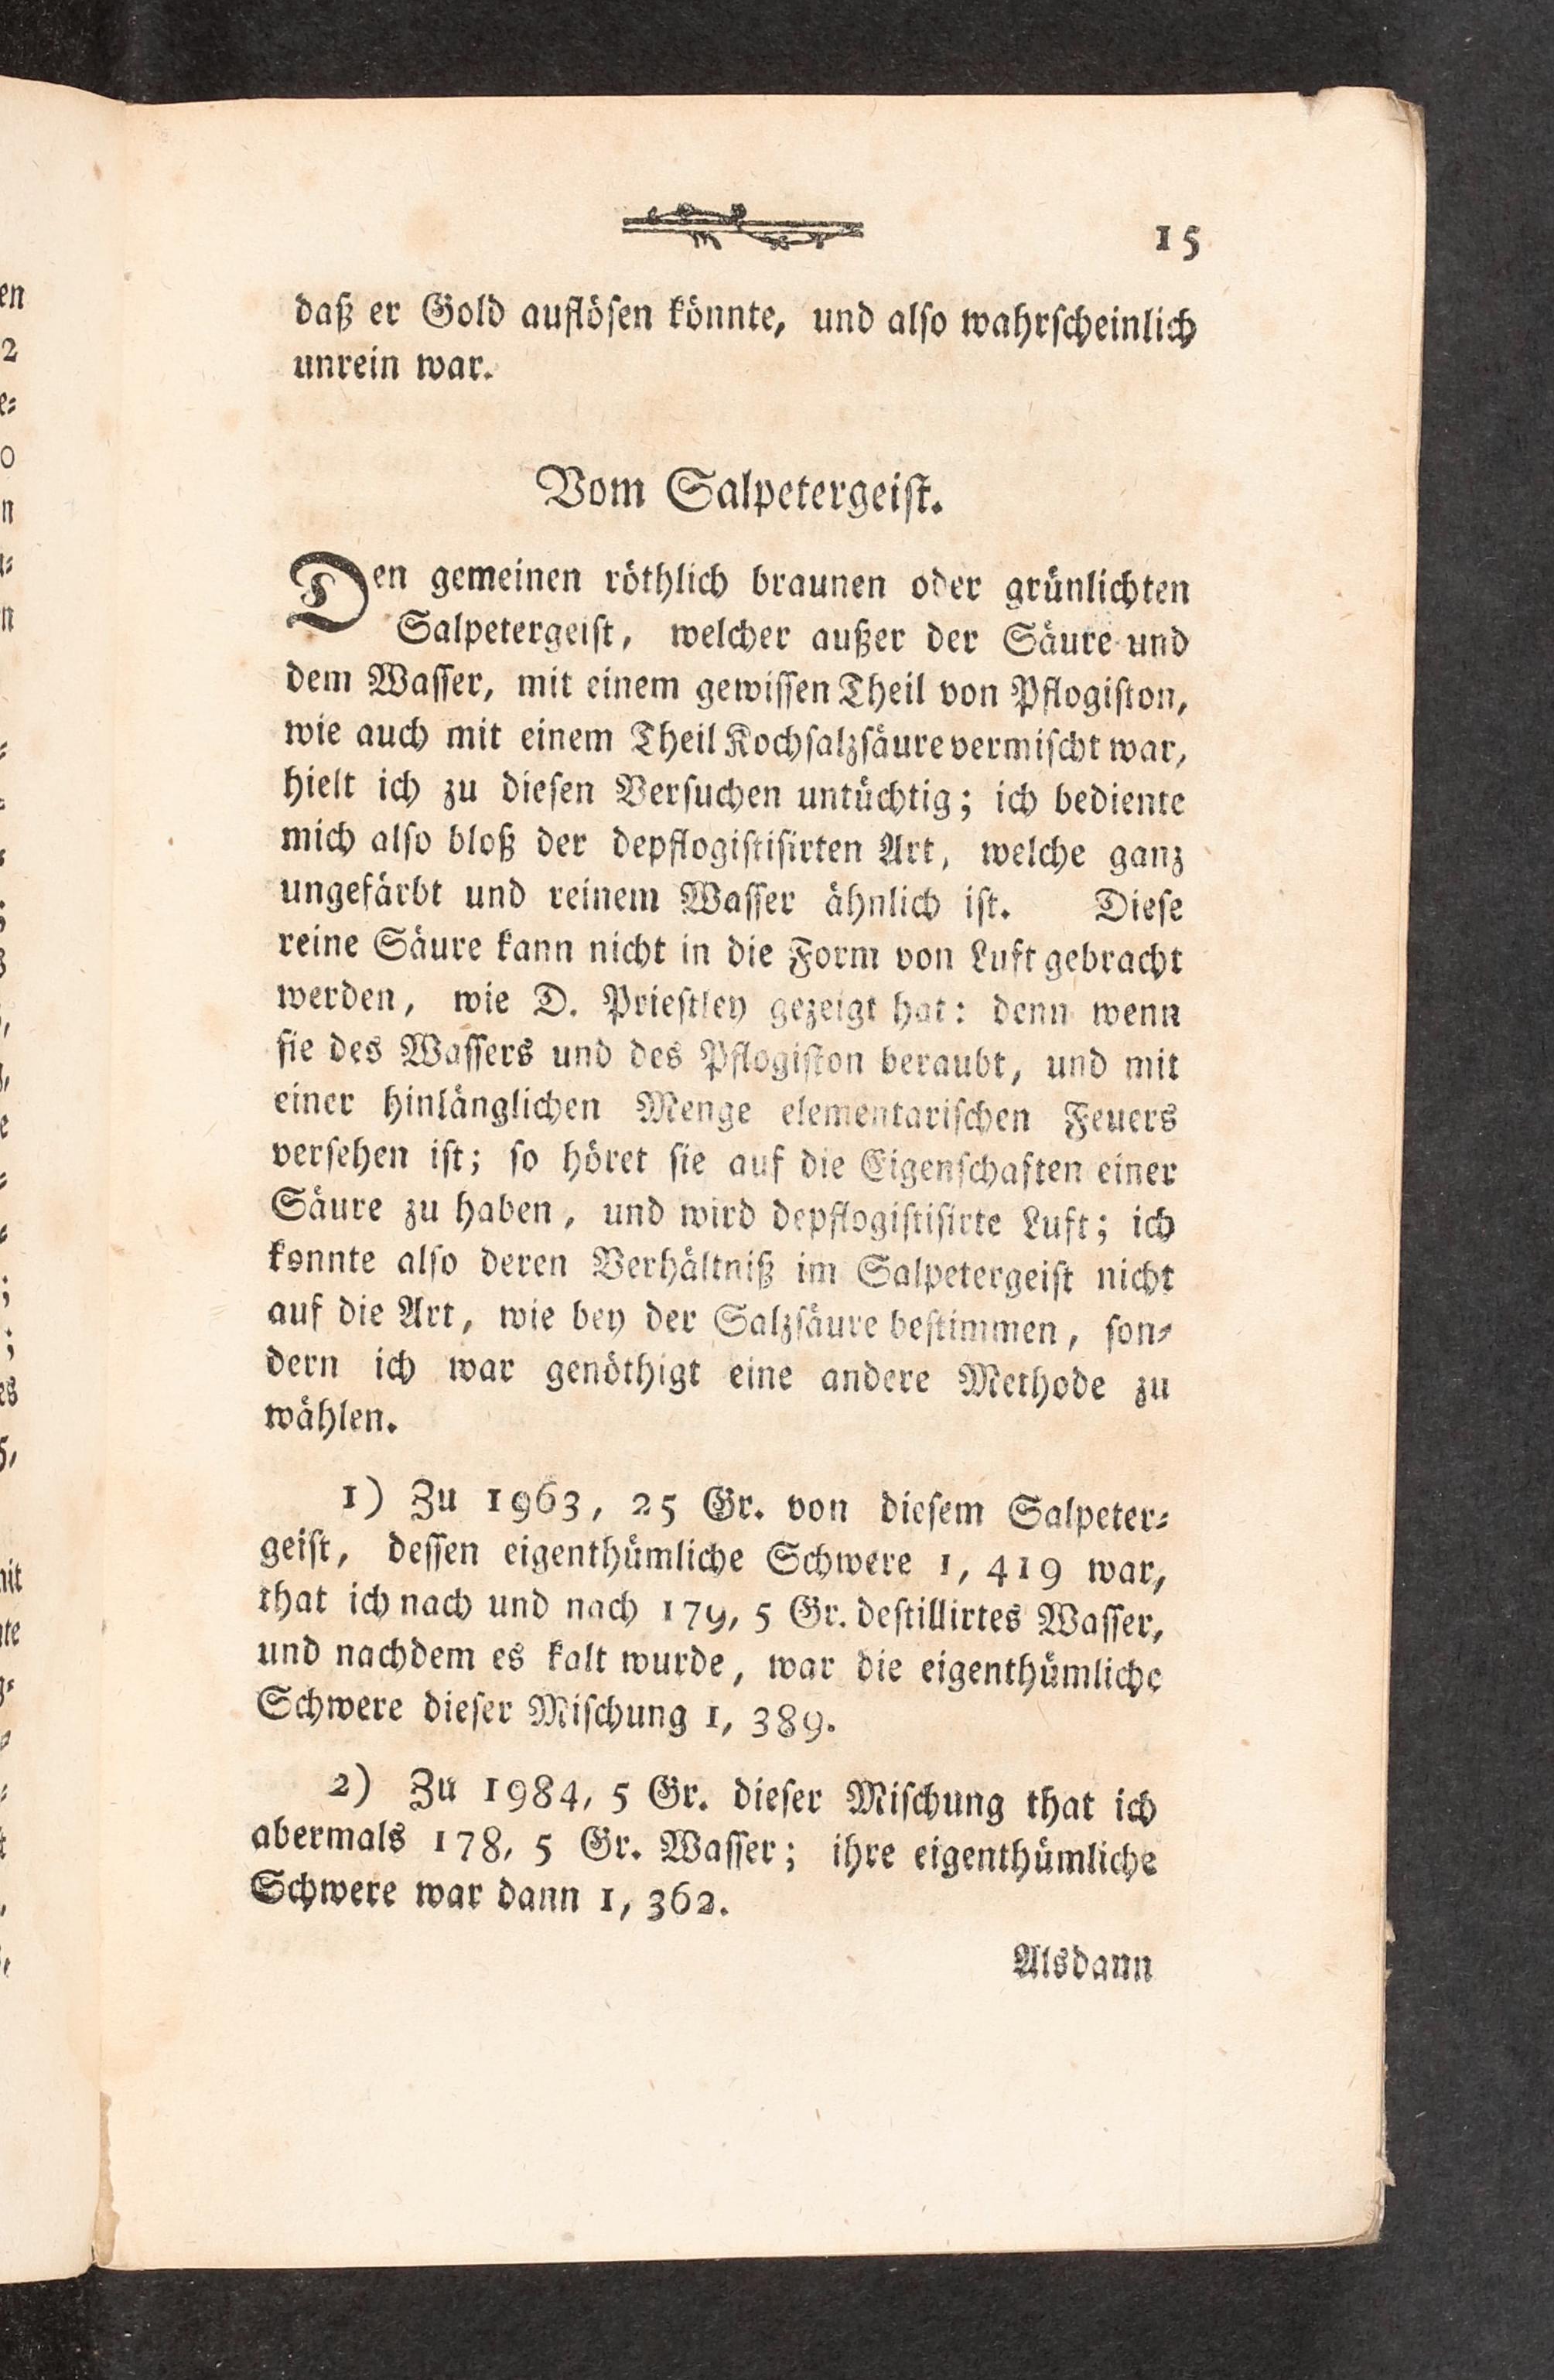 15
daß er Gold auflösen könnte, und also wahrscheinlich
unrein war.
Vom Salpetergeist.
Den gemeinen röthlich braunen oder grünlichten
Salpetergeist, welcher außer der Säure und
dem Wasser, mit einem gewissen Theil von Pflogiston,
wie auch mit einem Theil Kochsalzsäure vermischt war,
hielt ich zu diesen Versuchen untüchtig; ich bediente
mich also bloß der depflogistisirten Art, welche ganz
ungefärbt und reinem Wasser ähnlich ist. Diese
reine Säure kann nicht in die Form von Luft gebracht
werden, wie D. Priestley gezeigt hat: denn wenn
sie des Wassers und des Pflogiston beraubt, und mit
einer hinlänglichen Menge elementarischen Feuers
versehen ist; so höret sie auf die Eigenschaften einer
Säure zu haben, und wird depflogistisirte Luft; ich
konnte also deren Verhältniß im Salpetergeist nicht
auf die Art, wie bey der Salzsäure bestimmen, son-
dern ich war genöthigt eine andere Methode zu
wählen.
1) Zu 1963, 25 Gr. von diesem Salpeter-
geist, dessen eigenthümliche Schwere 1, 419 war,
that ich nach und nach 179, 5 Gr. destillirtes Wasser,
und nachdem es kalt wurde, war die eigenthümliche
Schwere dieser Mischung 1, 389.
2) Zu 1984, 5 Gr. dieser Mischung that ich
abermals 178, 5 Gr. Wasser; ihre eigenthümliche
Schwere war dann 1, 362.
Alsdann